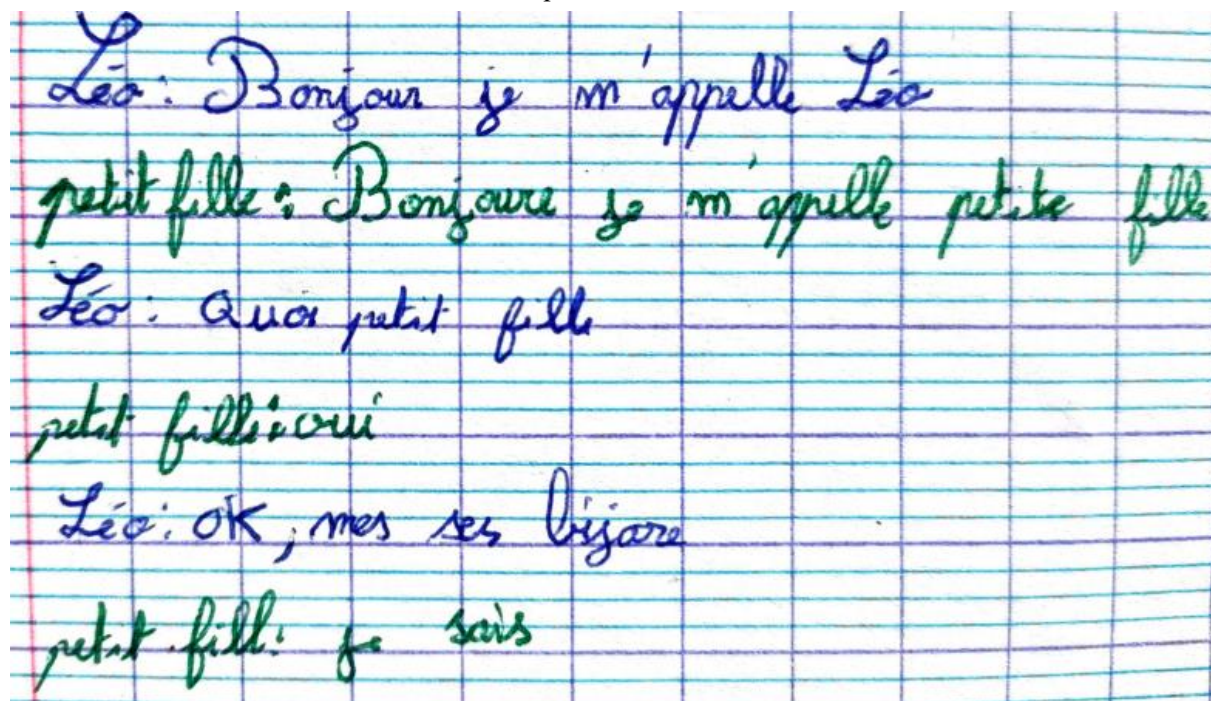 Léo : Bonjour je m'appelle Léo
petit fille : Bonjoure je m'appelle petite fille
Léo : Quoi petit fille
petit fille : oui
Léo : OK, mes ses bizare
petit fille : je sais